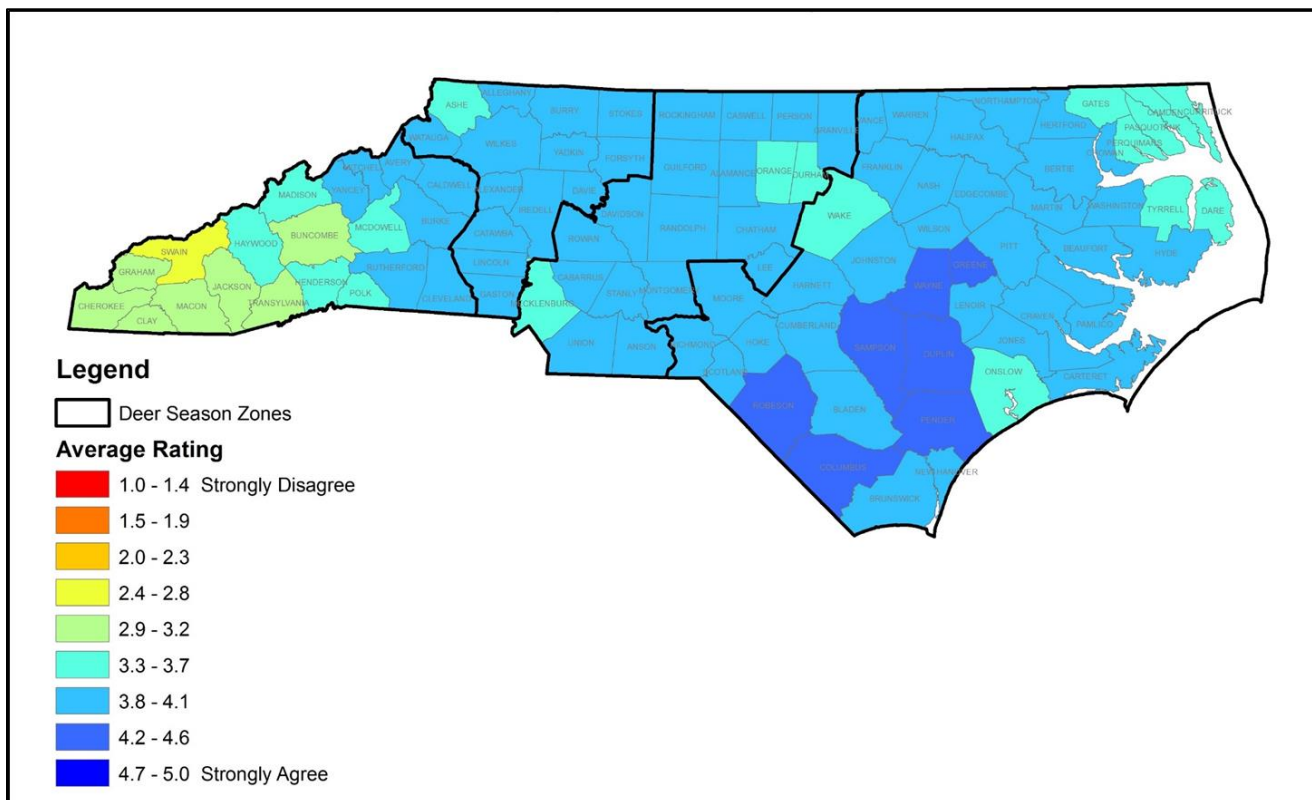 ALLEGHANY
ASHE
SURRY
STOKES
ROCKINGHAM
CASWELL
PERSON
GRANVILLE
VANCE
WARREN
NORTHAMPTON
GATES
CAMDEN
CURRITUCK
WATAUGA
WILKES
YADKIN
FORSYTH
GUILFORD
ALAMANCE
ORANGE
DURHAM
FRANKLIN
HALIFAX
HERTFORD
PASQUOTANK
PERQUIMANS
CHOWAN
BERTIE
MITCHELL
AVERY
MADISON
YANCEY
CALDWELL
ALEXANDER
DAVIE
IREDELL
DAVIDSON
RANDOLPH
CHATHAM
WAKE
NASH
EDGECOMBE
MARTIN
WASHINGTON
TYRRELL
DARE
SWAIN
HAYWOOD
BUNCOMBE
MCDOWELL
BURKE
CATAWBA
ROWAN
LEE
JOHNSTON
WILSON
PITT
BEAUFORT
HYDE
GRAHAM
JACKSON
HENDERSON
RUTHERFORD
LINCOLN
CABARRUS
STANLY
MONTGOMERY
MOORE
HARNETT
WAYNE
GREENE
LENOIR
CRAVEN
PAMLICO
CHEROKEE
MACON
TRANSYLVANIA
POLK
CLEVELAND
GASTON
MECKLENBURG
CLAY
UNION
ANSON
RICHMOND
HOKE
CUMBERLAND
SAMPSON
DUPLIN
JONES
CARTERET
SCOTLAND
ONSLOW
ROBESON
BLADEN
PENDER
COLUMBUS
BRUNSWICK
NEW HANOVER
Legend
Deer Season Zones
Average Rating
1.0 - 1.4 Strongly Disagree
1.5 - 1.9
2.0 - 2.3
2.4 - 2.8
2.9 - 3.2
3.3 - 3.7
3.8 - 4.1
4.2 - 4.6
4.7 - 5.0 Strongly Agree